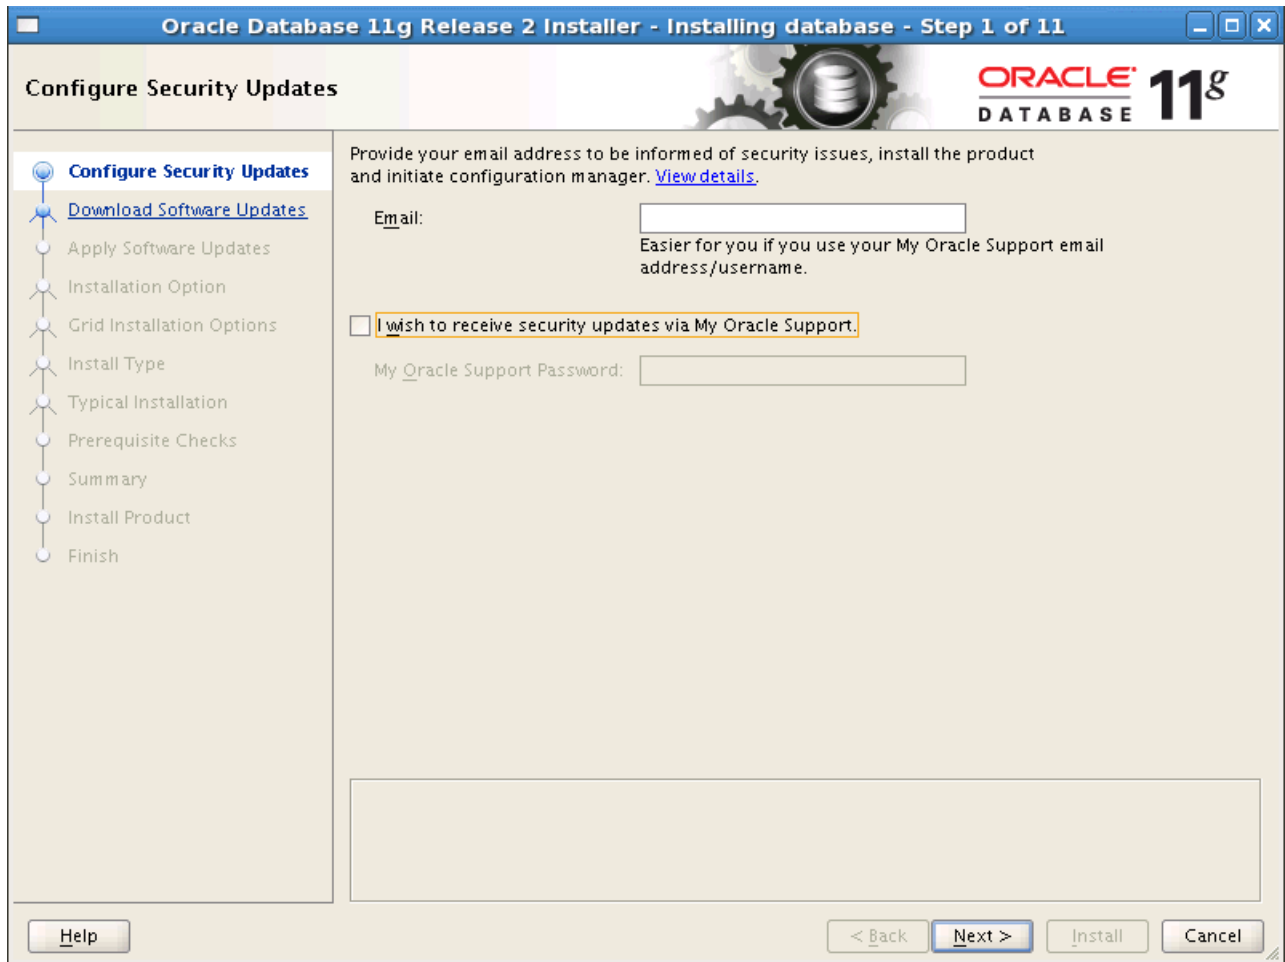 Oracle Database 11g Release 2 Installer - Installing database - Step 1 of 11
Configure Security Updates
ORACLE
DATABASE
11g
Configure Security Updates
Download Software Updates
Apply Software Updates
Installation Option
Grid Installation Options
Install Type
Typical Installation
Prerequisite Checks
Summary
Install Product
Finish
Provide your email address to be informed of security issues, install the product
and initiate configuration manager. View details.
Email:
Easier for you if you use your My Oracle Support email
address/username.
I wish to receive security updates via My Oracle Support.
My Oracle Support Password:
Help
< Back
Next >
Install
Cancel